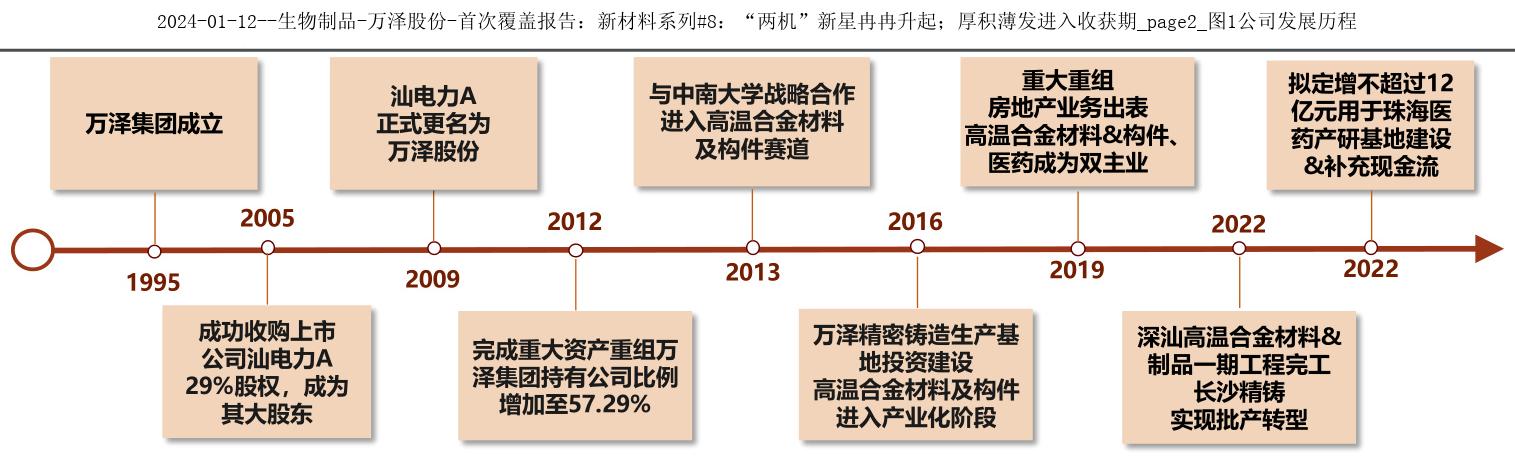 2024-01-12--生物制品-万泽股份-首次覆盖报告：新材料系列#8：“两机”新星冉冉升起；厚积薄发进入收获期_page2_图1公司发展历程
万泽集团成立
1995
2005
成功收购上市
公司汕电力A
29%股权，成为
其大股东
汕电力A
正式更名为
万泽股份
2009
2012
完成重大资产重组万
泽集团持有公司比例
增加至57.29%
与中南大学战略合作
进入高温合金材料
及构件赛道
2013
2016
万泽精密铸造生产基
地投资建设
高温合金材料及构件
进入产业化阶段
重大重组
房地产业务出表
高温合金材料&构件、
医药成为双主业
2019
2022
深汕高温合金材料&
制品一期工程完工
长沙精铸
实现批产转型
拟定增不超过12
亿元用于珠海医
药产研基地建设
&补充现金流
2022